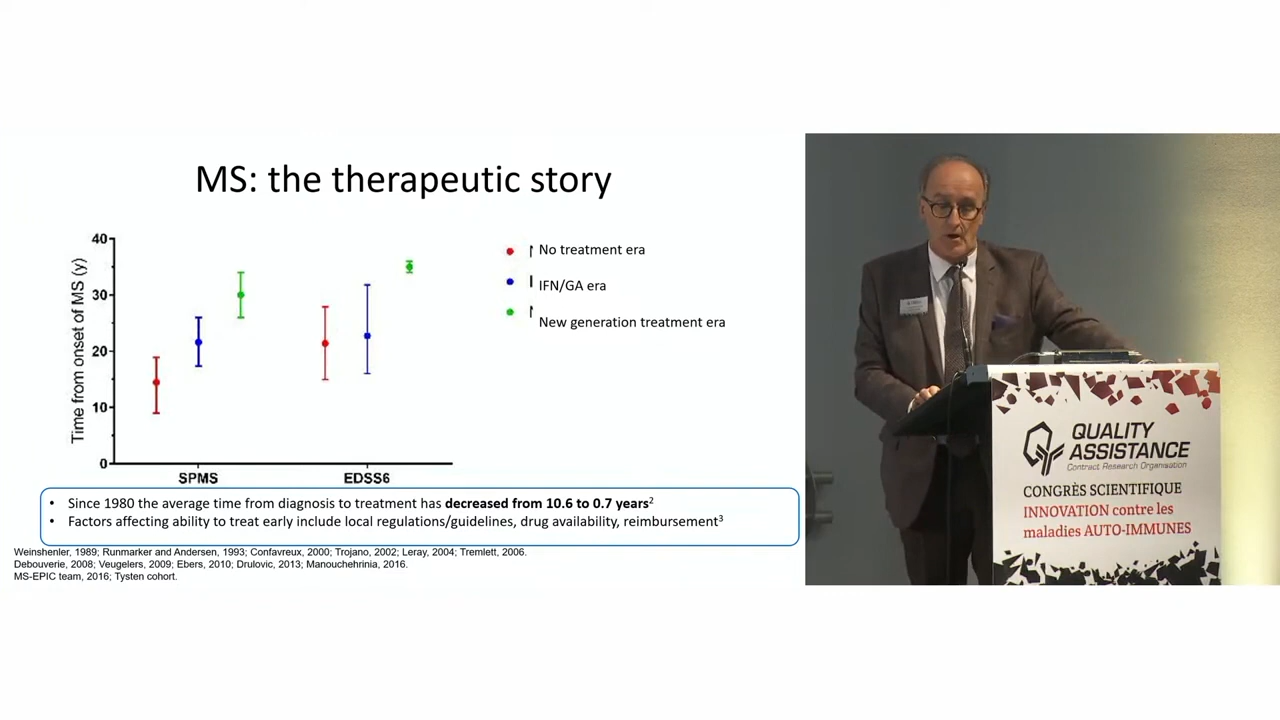 MS: the therapeutic story
Time from onset of MS (y)
40
30
20
10
0
SPMS
EDSS6
No treatment era
IFN/GA era
New generation treatment era
• Since 1980 the average time from diagnosis to treatment has decreased from 10.6 to 0.7 years²
• Factors affecting ability to treat early include local regulations/guidelines, drug availability, reimbursement³
Weinshenler, 1989; Runmarker and Andersen, 1993; Confavreux, 2000; Trojano, 2002; Leray, 2004; Tremlett, 2006.
Debouverie, 2008; Veugelers, 2009; Ebers, 2010; Drulovic, 2013; Manouchehrinia, 2016.
MS-EPIC team, 2016; Tysten cohort.
QUALITY
ASSISTANCE
Contract Research Organisation
CONGRÈS SCIENTIFIQUE
INNOVATION contre les
maladies AUTO-IMMUNES